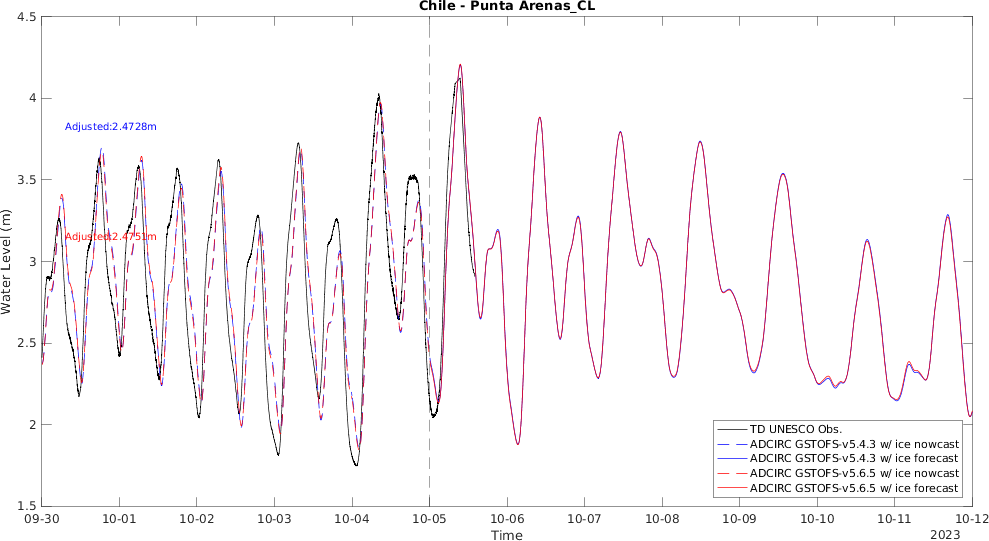 Chile - Punta Arenas_CL
4.5
4
3.5
3
2.5
2
1.5
Water Level (m)
Adjusted:2.4728m
Adjusted:2.4751m
TD UNESCO Obs.
ADCIRC GSTOFS-v5.4.3 w/ ice nowcast
ADCIRC GSTOFS-v5.4.3 w/ ice forecast
ADCIRC GSTOFS-v5.6.5 w/ ice nowcast
ADCIRC GSTOFS-v5.6.5 w/ ice forecast
09-30 10-01 10-02 10-03 10-04 10-05 10-06 10-07 10-08 10-09 10-10 10-11 10-12
Time
2023